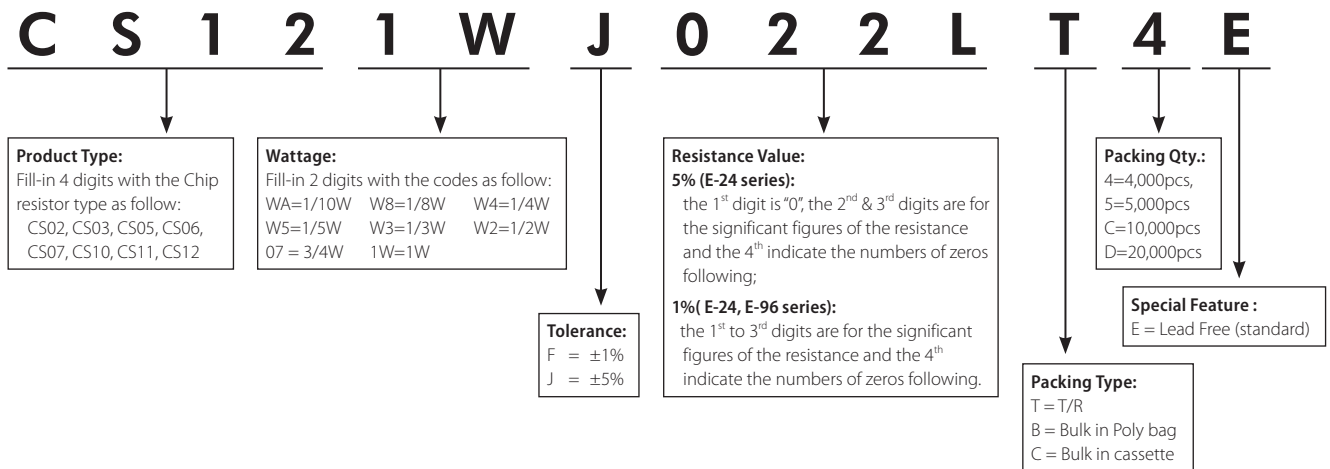 C S 1 2 1 W J 0 2 2 L T 4 E
Product Type:
Fill-in 4 digits with the Chip
resistor type as follow:
CS02, CS03, CS05, CS06,
CS07, CS10, CS11, CS12
Wattage:
Fill-in 2 digits with the codes as follow:
WA=1/10W W8=1/8W W4=1/4W
W5=1/5W W3=1/3W W2=1/2W
07 = 3/4W 1W=1W
Tolerance:
F = ±1%
J = ±5%
Resistance Value:
5% (E-24 series):
the 1st digit is “0”, the 2nd & 3rd digits are for
the significant figures of the resistance
and the 4th indicate the numbers of zeros
following;
1%( E-24, E-96 series):
the 1st to 3rd digits are for the significant
figures of the resistance and the 4th
indicate the numbers of zeros following.
Packing Qty.:
4=4,000pcs,
5=5,000pcs
C=10,000pcs
D=20,000pcs
Special Feature :
E = Lead Free (standard)
Packing Type:
T = T/R
B = Bulk in Poly bag
C = Bulk in cassette